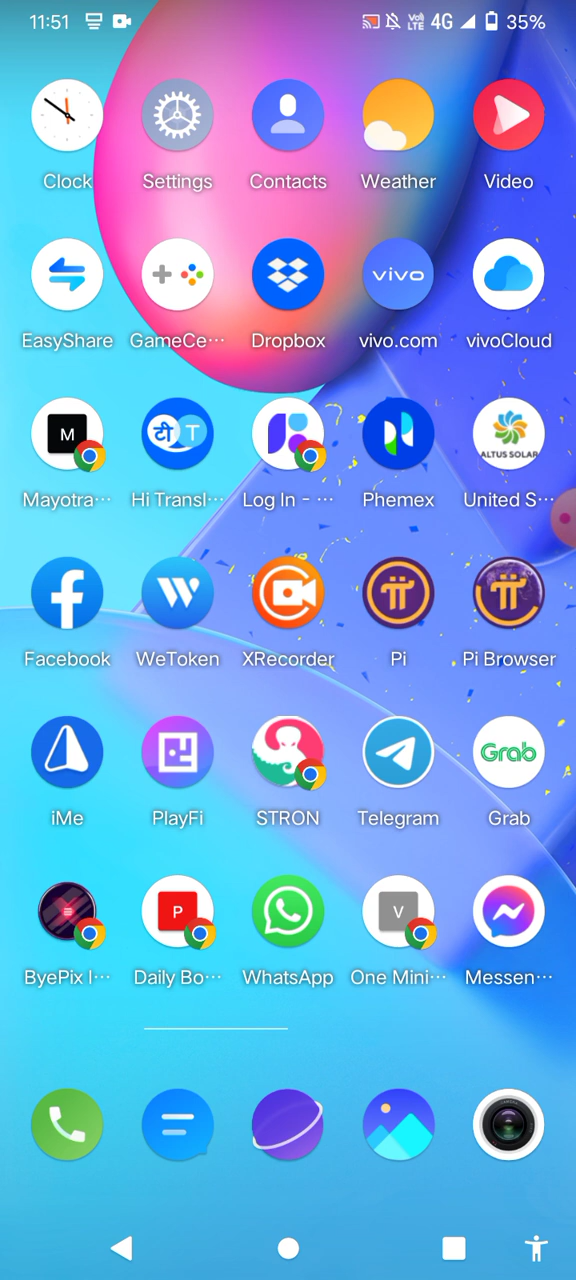 11:51 VoI) LTE 4G 35%
Clock Settings Contacts Weather Video
vivo
EasyShare GameCe··· Dropbox vivo.com vivoCloud
M टी T ALTUS SOLAR
Mayotra··· Hi Transl··· Log In - ··· Phemex United S···
Facebook WeToken XRecorder Pi Pi Browser
Grab
iMe PlayFi STRON Telegram Grab
P V
ByePix I··· Daily Bo··· WhatsApp One Mini··· Messen···